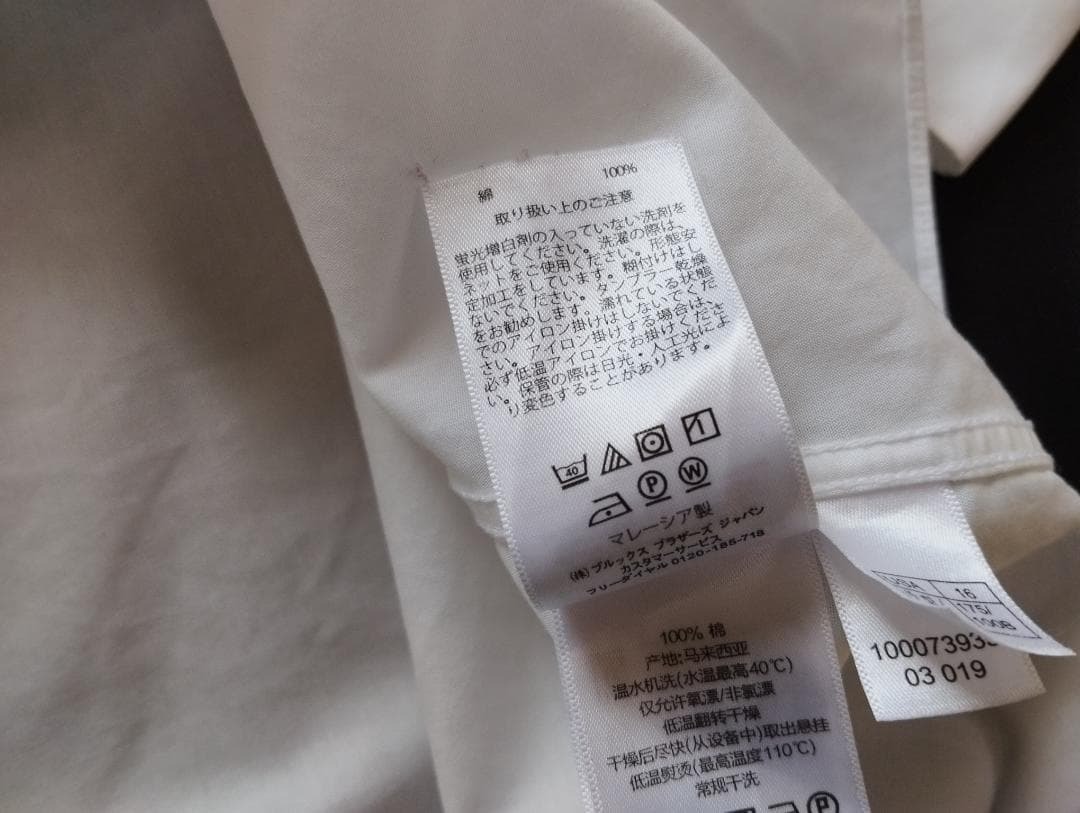 綿 100%
取り扱い上のご注意
蛍光増白剤の入っていない洗剤を
使用してください。洗濯の際は、
ネットをご使用ください。形態安
定加工をしています。糊付けはし
ないでください。タンブラー乾燥
をお勧めします。濡れている状態
でのアイロン掛けはしないでくだ
さい。アイロン掛けする場合は、
必ず低温アイロンでお掛けくださ
い。保管の際は日光・人工光によ
り変色することがあります。
40 1
P W
マレーシア製
(株)ブルックス ブラザーズ ジャパン
カスタマーサービス
フリーダイヤル 0120-185-718
100% 棉
产地:马来西亚
温水机洗(水温最高40℃)
仅允许氧漂/非氯漂
低温翻转干燥
干燥后尽快(从设备中)取出悬挂
低温熨烫(最高温度110℃)
常规干洗
P
USA 16
175/
100B
100073933
03 019